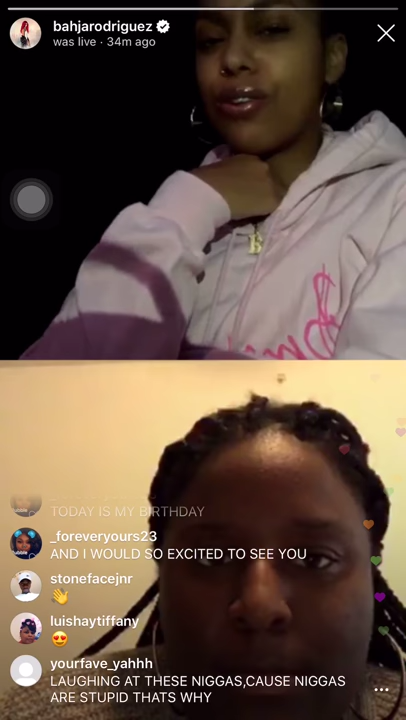 bahjarodriguez
was live · 34m ago
B
TODAY IS MY BIRTHDAY
_foreveryours23
AND I WOULD SO EXCITED TO SEE YOU
stonefacejnr
👋
luishaytiffany
😍
yourfave_yahhh
LAUGHING AT THESE NIGGAS,CAUSE NIGGAS
ARE STUPID THATS WHY